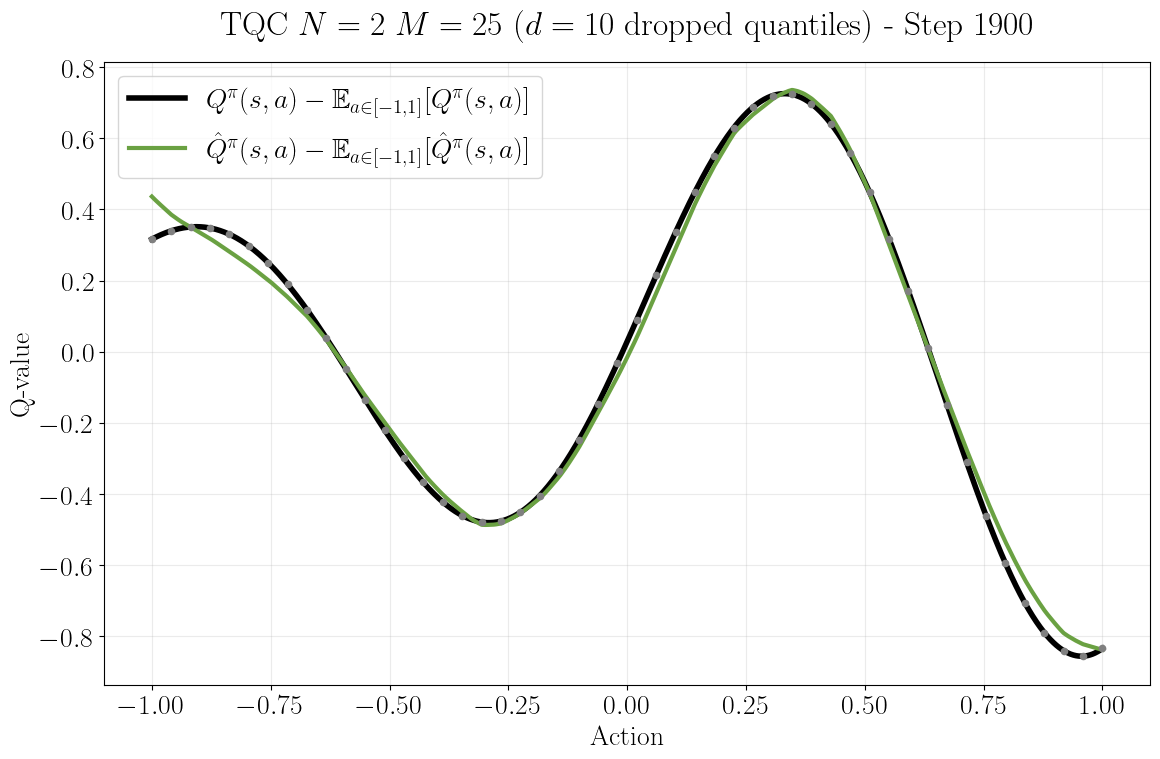 TQC N = 2 M = 25 (d = 10 dropped quantiles) - Step 1900
Q^π(s, a) − 𝔼_{a∈[−1,1]}[Q^π(s, a)]
Q̂^π(s, a) − 𝔼_{a∈[−1,1]}[Q̂^π(s, a)]
0.8
0.6
0.4
0.2
0.0
−0.2
−0.4
−0.6
−0.8
Q-value
−1.00 −0.75 −0.50 −0.25 0.00 0.25 0.50 0.75 1.00
Action